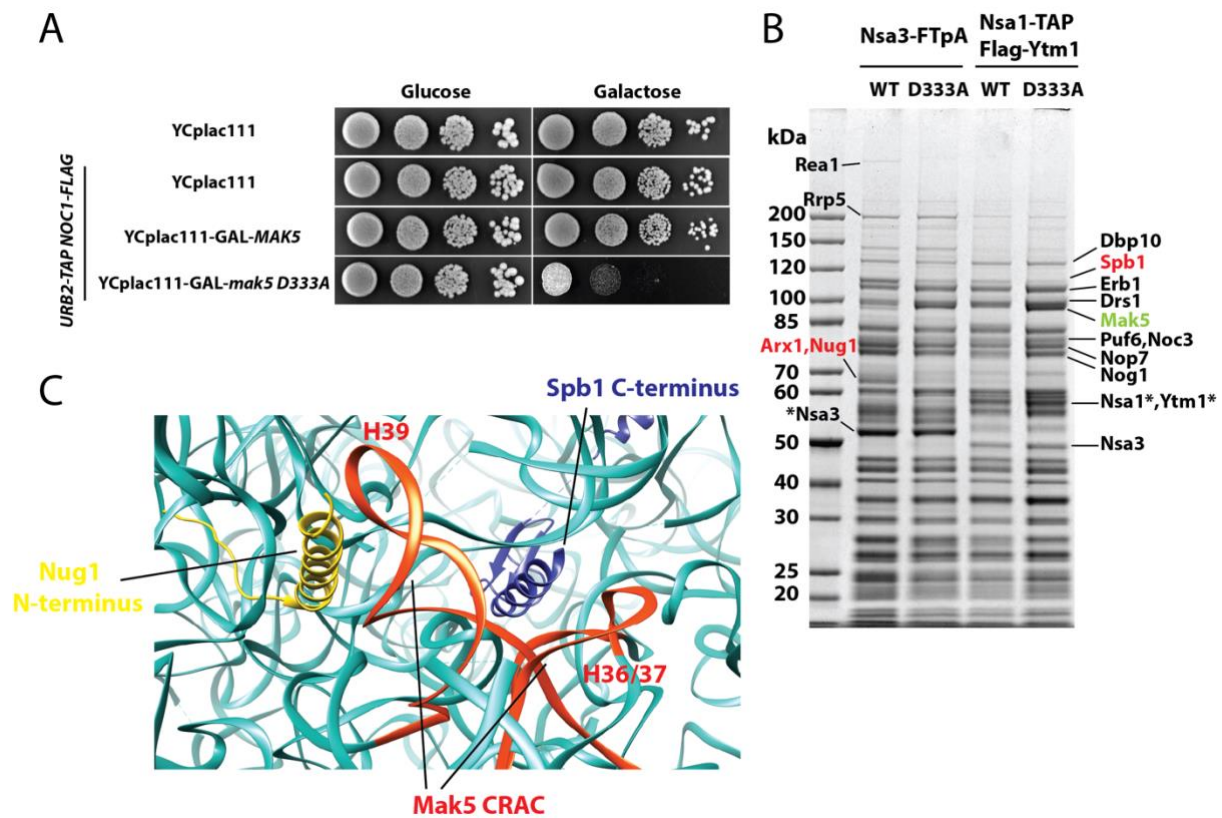 A
Glucose
Galactose
YCplac111
YCplac111
YCplac111-GAL-MAK5
YCplac111-GAL-mak5 D333A
URB2-TAP NOC1-FLAG
B
Nsa3-FTpA
Nsa1-TAP
Flag-Ytm1
WT D333A WT D333A
kDa
Rea1
Rrp5
200
150
120
100
85
Arx1,Nug1
70
60
*Nsa3
50
40
30
25
20
Dbp10
Spb1
Erb1
Drs1
Mak5
Puf6,Noc3
Nop7
Nog1
Nsa1*,Ytm1*
Nsa3
C
Spb1 C-terminus
H39
Nug1
N-terminus
H36/37
Mak5 CRAC